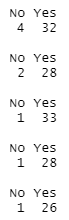 No Yes
4 32
No Yes
2 28
No Yes
1 33
No Yes
1 28
No Yes
1 26